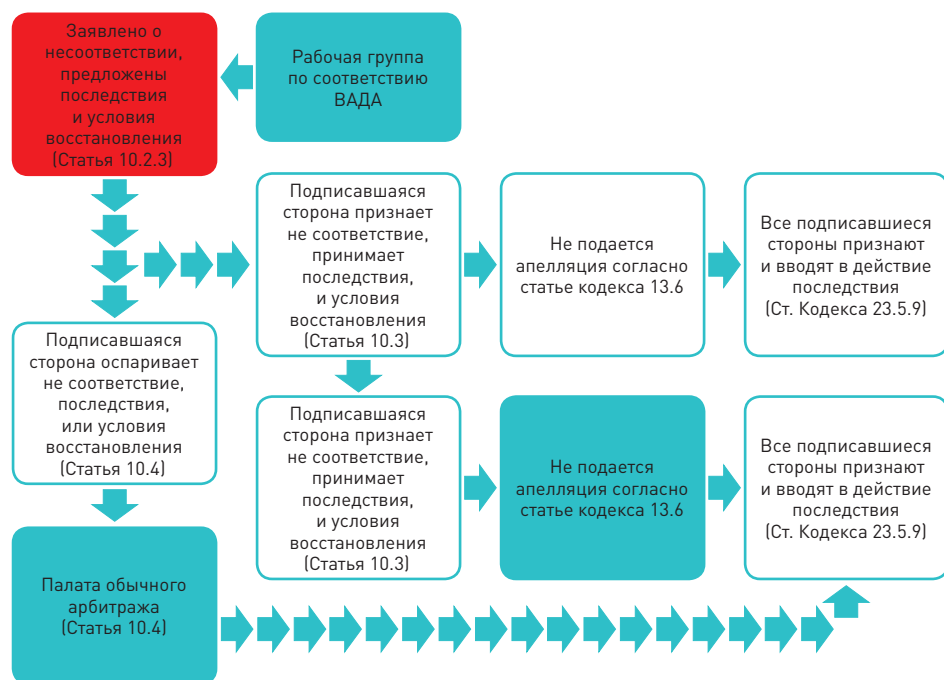 Заявлено о
несоответствии,
предложены
последствия
и условия
восстановления
(Статья 10.2.3)
Рабочая группа
по соответствию
ВАДА
Подписавшаяся
сторона признает
не соответствие,
принимает
последствия,
и условия
восстановления
(Статья 10.3)
Не подается
апелляция согласно
статье кодекса 13.6
Все подписавшиеся
стороны признают
и вводят в действие
последствия
(Ст. Кодекса 23.5.9)
Подписавшаяся
сторона оспаривает
не соответствие,
последствия,
или условия
восстановления
(Статья 10.4)
Подписавшаяся
сторона признает
не соответствие,
принимает
последствия,
и условия
восстановления
(Статья 10.3)
Не подается
апелляция согласно
статье кодекса 13.6
Все подписавшиеся
стороны признают
и вводят в действие
последствия
(Ст. Кодекса 23.5.9)
Палата обычного
арбитража
(Статья 10.4)